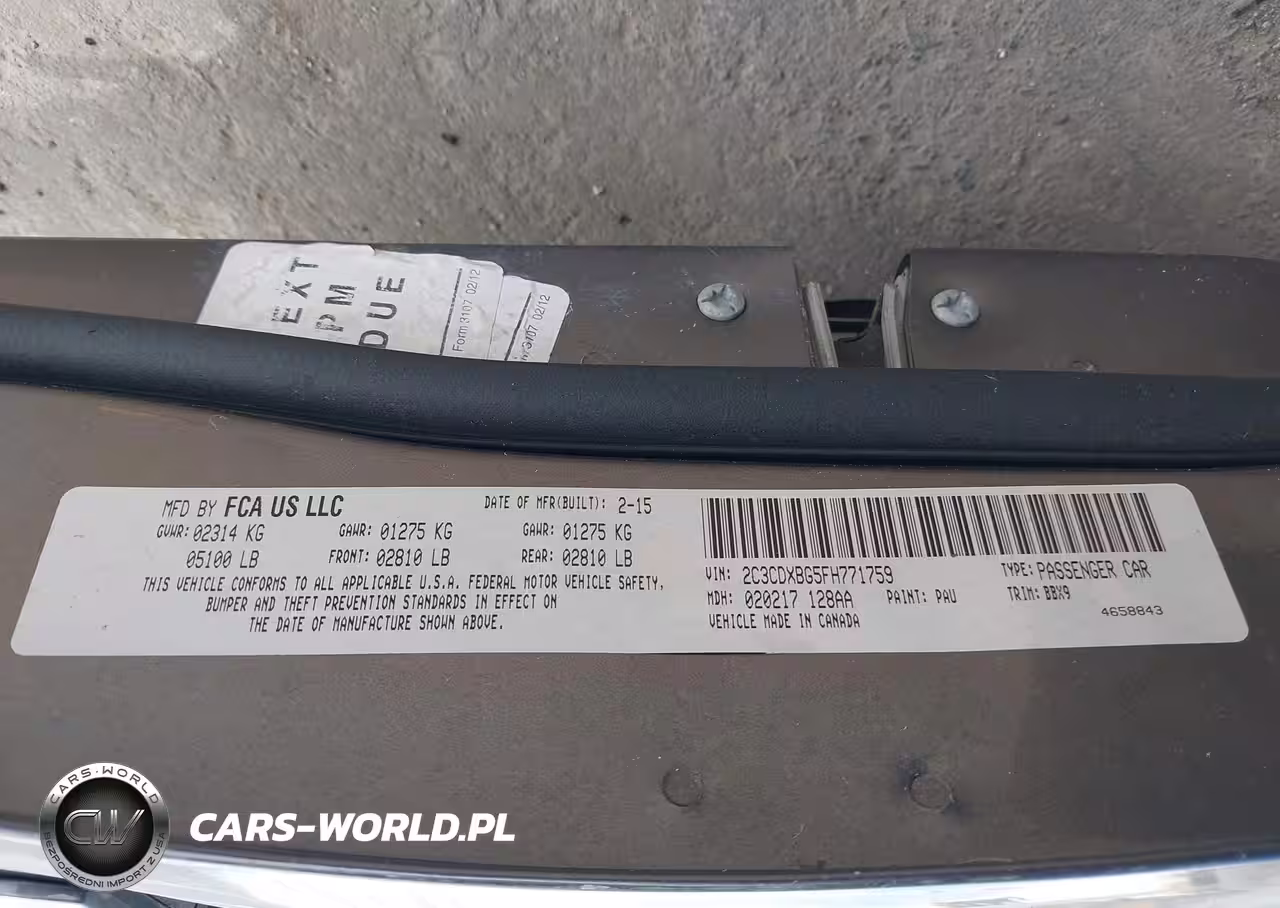 EXT
PM
DUE
Form 3107 02/12
3107 02/12
MFD BY FCA US LLC
DATE OF MFR(BUILT): 2-15
GVWR: 02314 KG
GAWR: 01275 KG
GAWR: 01275 KG
05100 LB
FRONT: 02810 LB
REAR: 02810 LB
THIS VEHICLE CONFORMS TO ALL APPLICABLE U.S.A. FEDERAL MOTOR VEHICLE SAFETY,
BUMPER AND THEFT PREVENTION STANDARDS IN EFFECT ON
THE DATE OF MANUFACTURE SHOWN ABOVE.
VIN: 2C3CDXBG5FH771759
TYPE: PASSENGER CAR
MDH: 020217 128AA
PAINT: PAU
TRIM: BBX9
VEHICLE MADE IN CANADA
4658843
CARS-WORLD
CW
BEZPOŚREDNI IMPORT Z USA
CARS-WORLD.PL